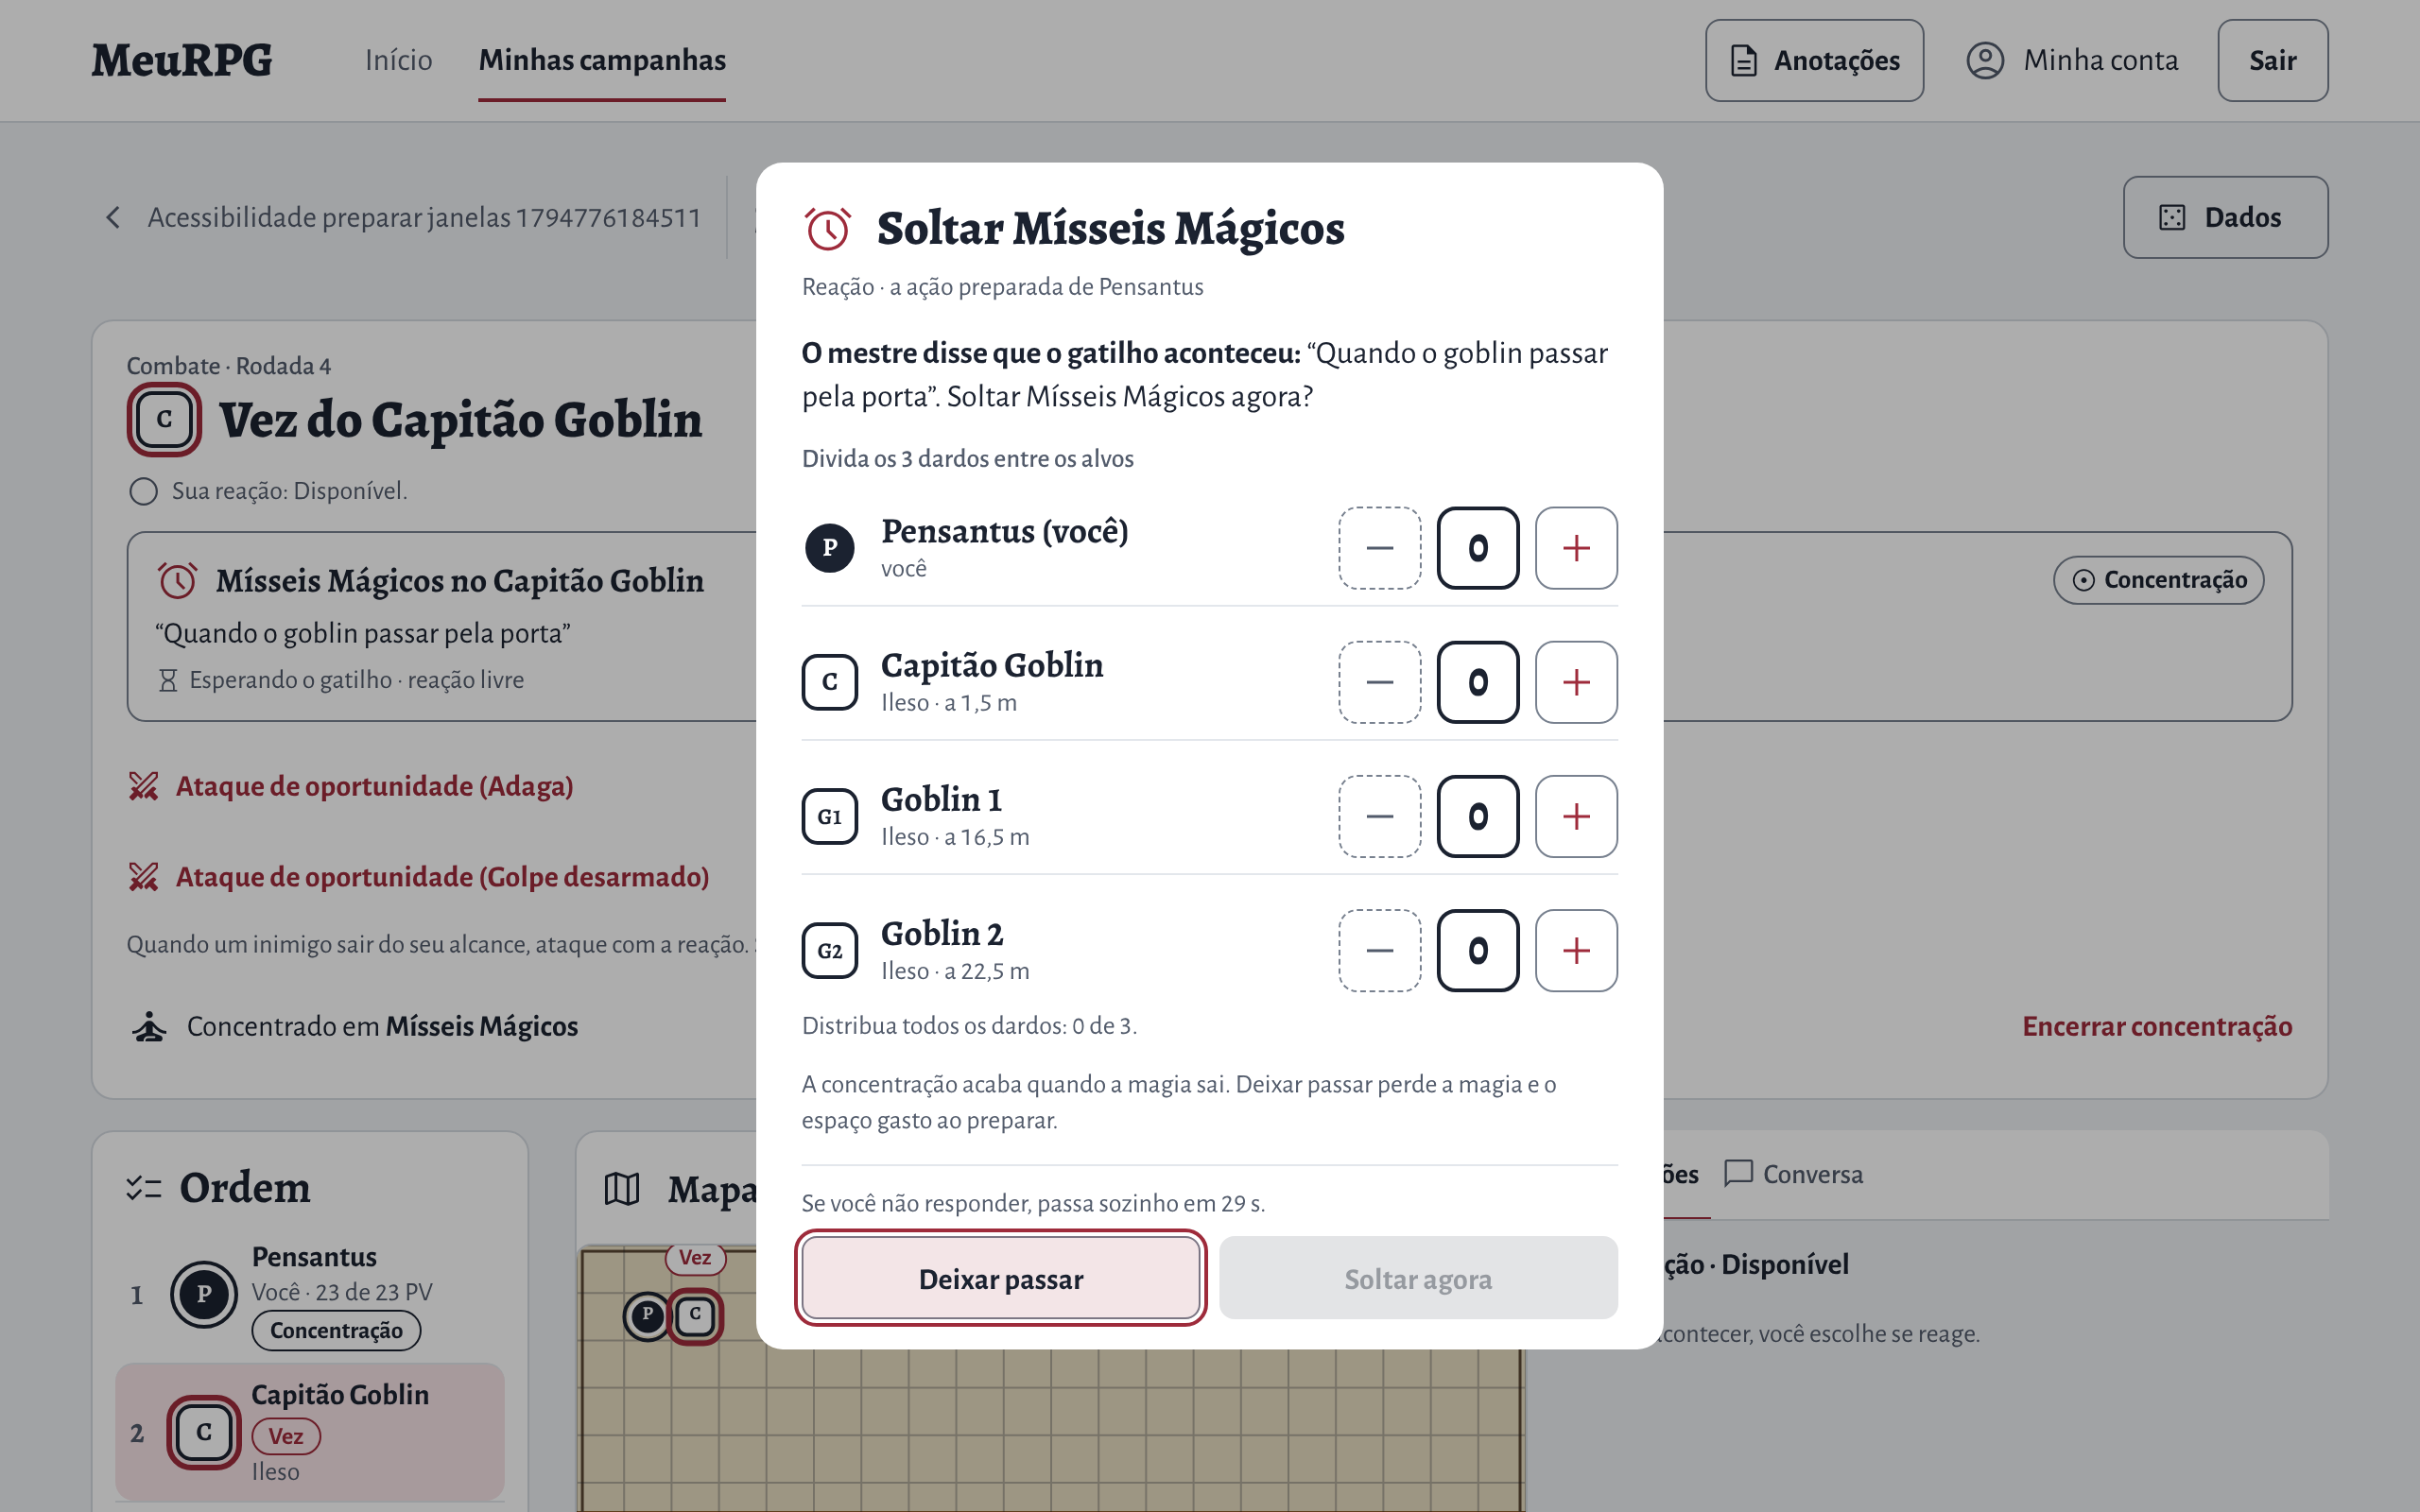 MeuRPG
Início
Minhas campanhas
Anotações
Minha conta
Sair
Acessibilidade preparar janelas 1794776184511
Dados
Combate · Rodada 4
C
Vez do Capitão Goblin
Sua reação: Disponível.
Mísseis Mágicos no Capitão Goblin
Concentração
“Quando o goblin passar pela porta”
Esperando o gatilho · reação livre
Ataque de oportunidade (Adaga)
Ataque de oportunidade (Golpe desarmado)
Quando um inimigo sair do seu alcance, ataque com a reação.
Concentrado em Mísseis Mágicos
Encerrar concentração
Soltar Mísseis Mágicos
Reação · a ação preparada de Pensantus
O mestre disse que o gatilho aconteceu: “Quando o goblin passar
pela porta”. Soltar Mísseis Mágicos agora?
Divida os 3 dardos entre os alvos
P
Pensantus (você)
você
0
C
Capitão Goblin
Ileso · a 1,5 m
0
G1
Goblin 1
Ileso · a 16,5 m
0
G2
Goblin 2
Ileso · a 22,5 m
0
Distribua todos os dardos: 0 de 3.
A concentração acaba quando a magia sai. Deixar passar perde a magia e o
espaço gasto ao preparar.
Se você não responder, passa sozinho em 29 s.
Deixar passar
Soltar agora
Ordem
1
P
Pensantus
Você · 23 de 23 PV
Concentração
2
C
Capitão Goblin
Vez
Ileso
Mapa
Vez
P
C
Conversa
Disponível
você escolhe se reage.